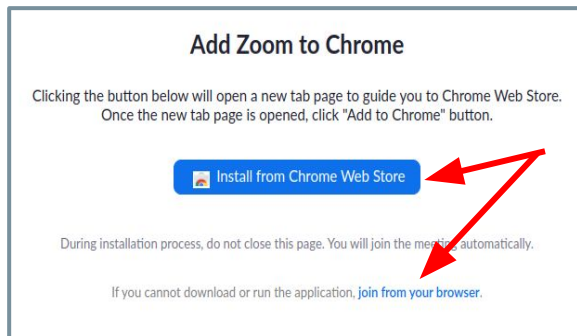 Add Zoom to Chrome
Clicking the button below will open a new tab page to guide you to Chrome Web Store.
Once the new tab page is opened, click "Add to Chrome" button.
Install from Chrome Web Store
During installation process, do not close this page. You will join the meeting automatically.
If you cannot download or run the application, join from your browser.